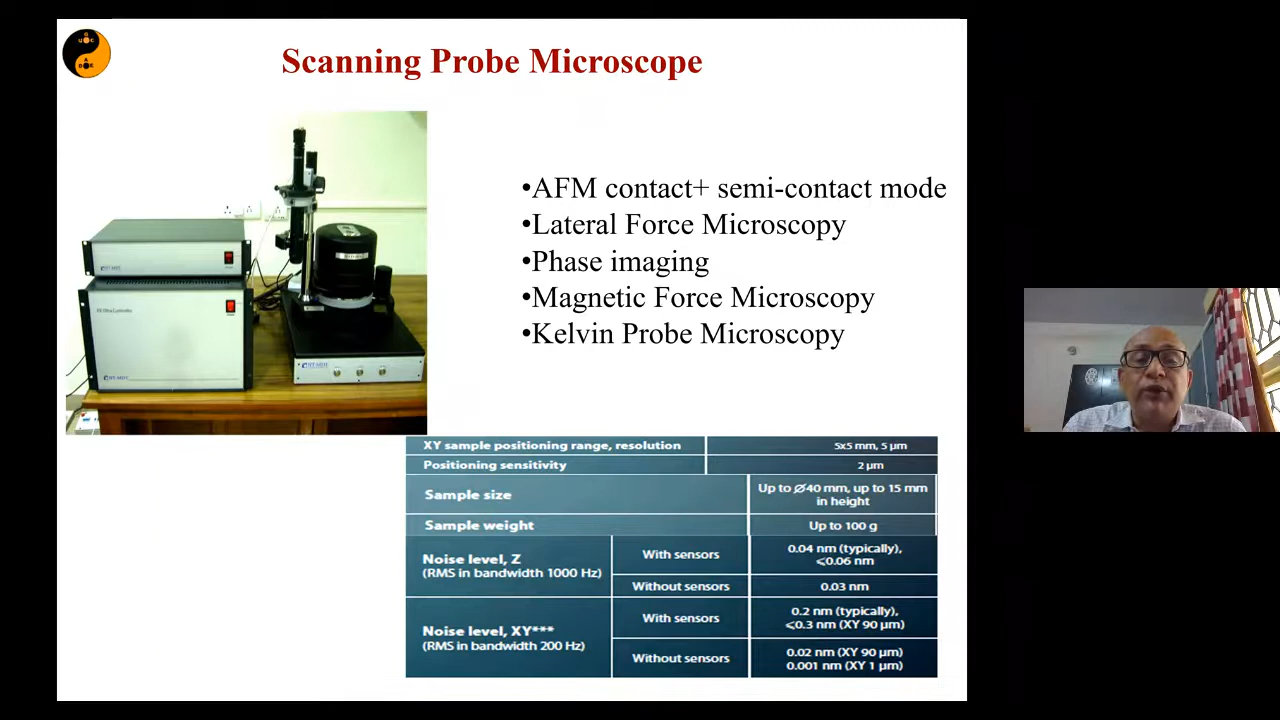 Scanning Probe Microscope
•AFM contact+ semi-contact mode
•Lateral Force Microscopy
•Phase imaging
•Magnetic Force Microscopy
•Kelvin Probe Microscopy
XY sample positioning range, resolution 5x5 mm, 5 µm
Positioning sensitivity 2 µm
Sample size Up to Ø40 mm, up to 15 mm
in height
Sample weight Up to 100 g
Noise level, Z
(RMS in bandwidth 1000 Hz)
With sensors 0.04 nm (typically),
⩽0.06 nm
Without sensors 0.03 nm
Noise level, XY***
(RMS in bandwidth 200 Hz)
With sensors 0.2 nm (typically),
⩽0.3 nm (XY 90 µm)
Without sensors 0.02 nm (XY 90 µm)
0.001 nm (XY 1 µm)